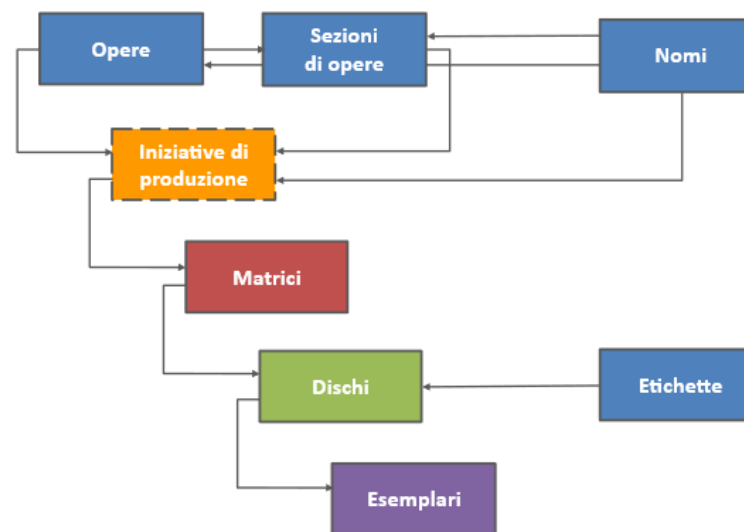 Opere
Sezioni
di opere
Nomi
Iniziative di
produzione
Matrici
Dischi
Etichette
Esemplari